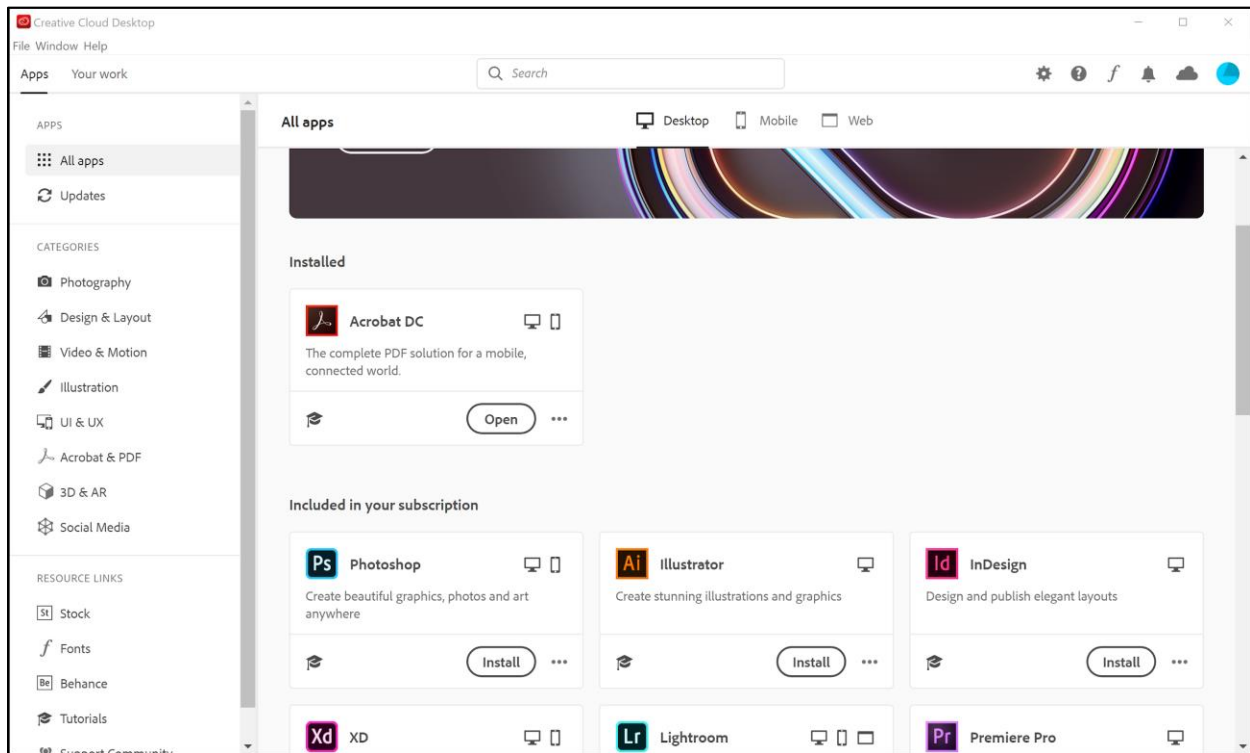 Creative Cloud Desktop
File Window Help
Apps Your work
Search
f
APPS
All apps
Updates
CATEGORIES
Photography
Design & Layout
Video & Motion
Illustration
UI & UX
Acrobat & PDF
3D & AR
Social Media
RESOURCE LINKS
St Stock
f Fonts
Be Behance
Tutorials
Support Community
All apps
Desktop Mobile Web
Installed
Acrobat DC
The complete PDF solution for a mobile,
connected world.
Open
Included in your subscription
Ps Photoshop
Create beautiful graphics, photos and art
anywhere
Install
Ai Illustrator
Create stunning illustrations and graphics
Install
Id InDesign
Design and publish elegant layouts
Install
Xd XD
Lr Lightroom
Pr Premiere Pro